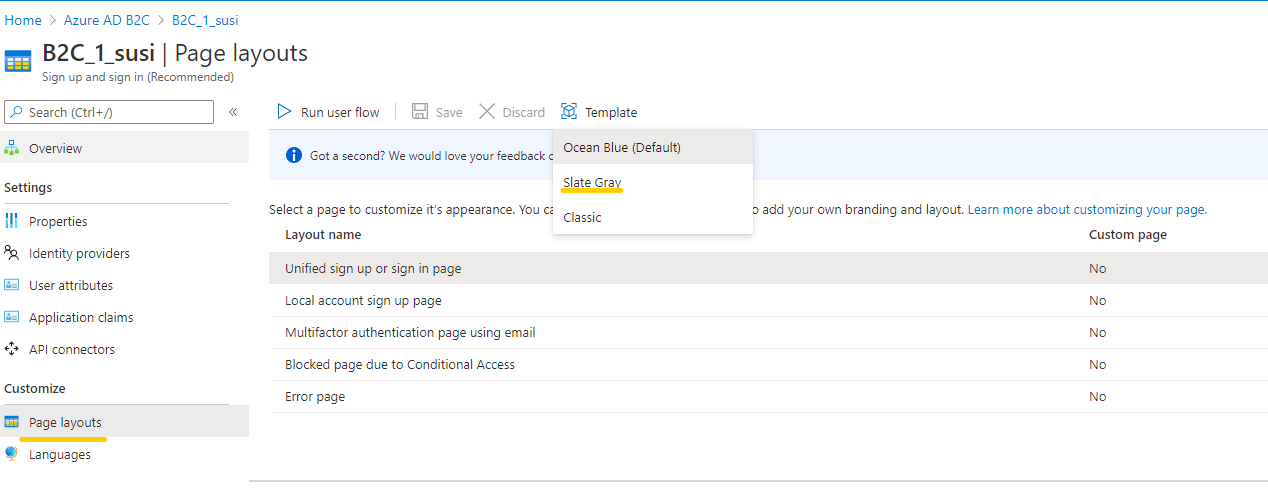 Home > Azure AD B2C > B2C_1_susi
B2C_1_susi | Page layouts
Sign up and sign in (Recommended)
Search (Ctrl+/)
«
Overview
Settings
Properties
Identity providers
User attributes
Application claims
API connectors
Customize
Page layouts
Languages
Run user flow
Save
Discard
Template
Ocean Blue (Default)
Slate Gray
Classic
Got a second? We would love your feedback
Select a page to customize it's appearance. You ca to add your own branding and layout. Learn more about customizing your page.
Layout name Custom page
Unified sign up or sign in page No
Local account sign up page No
Multifactor authentication page using email No
Blocked page due to Conditional Access No
Error page No